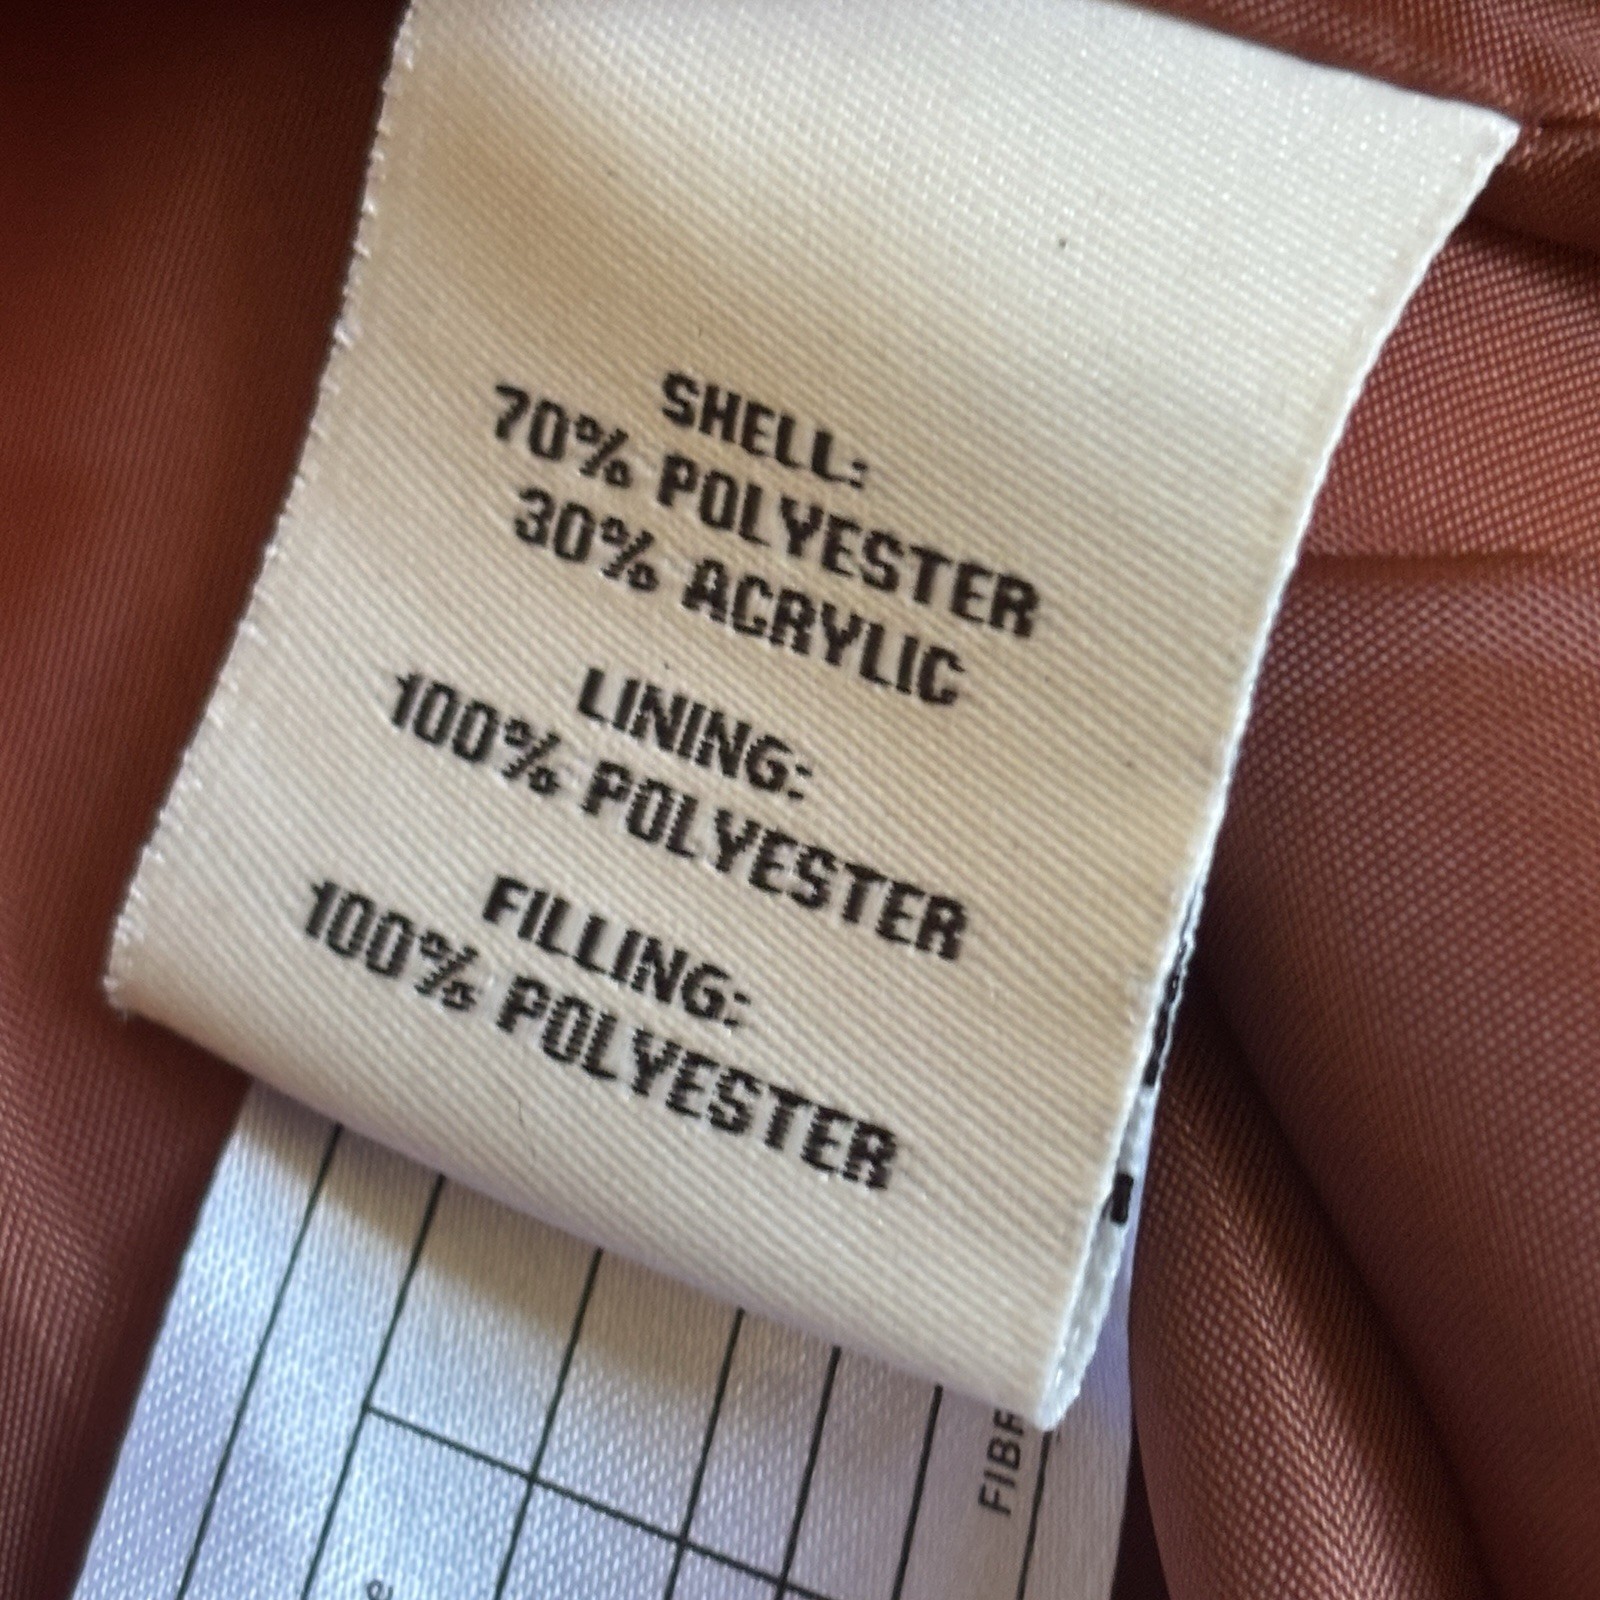 SHELL:
70% POLYESTER
30% ACRYLIC
LINING:
100% POLYESTER
FILLING:
100% POLYESTER